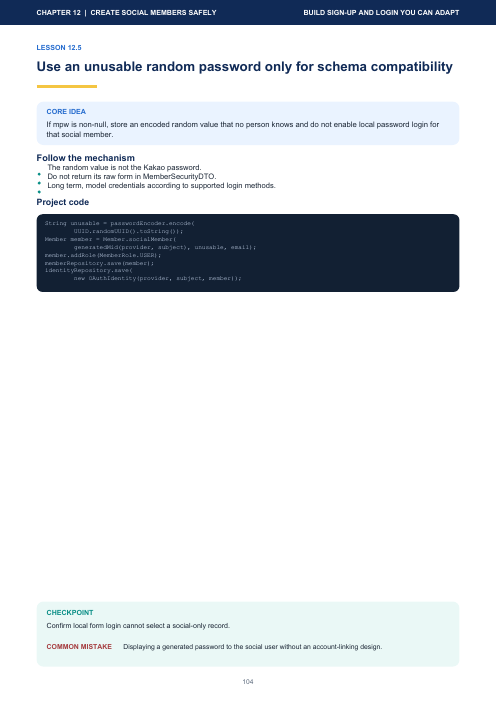 CHAPTER 12 | CREATE SOCIAL MEMBERS SAFELY
BUILD SIGN-UP AND LOGIN YOU CAN ADAPT
LESSON 12.5
Use an unusable random password only for schema compatibility
CORE IDEA
If mpw is non-null, store an encoded random value that no person knows and do not enable local password login for
that social member.
Follow the mechanism
The random value is not the Kakao password.
• Do not return its raw form in MemberSecurityDTO.
• Long term, model credentials according to supported login methods.
•
Project code
String unusable = passwordEncoder.encode(
        UUID.randomUUID().toString());
Member member = Member.socialMember(
        generatedMid(provider, subject), unusable, email);
member.addRole(MemberRole.USER);
memberRepository.save(member);
identityRepository.save(
        new OAuthIdentity(provider, subject, member));
CHECKPOINT
Confirm local form login cannot select a social-only record.
COMMON MISTAKE Displaying a generated password to the social user without an account-linking design.
104